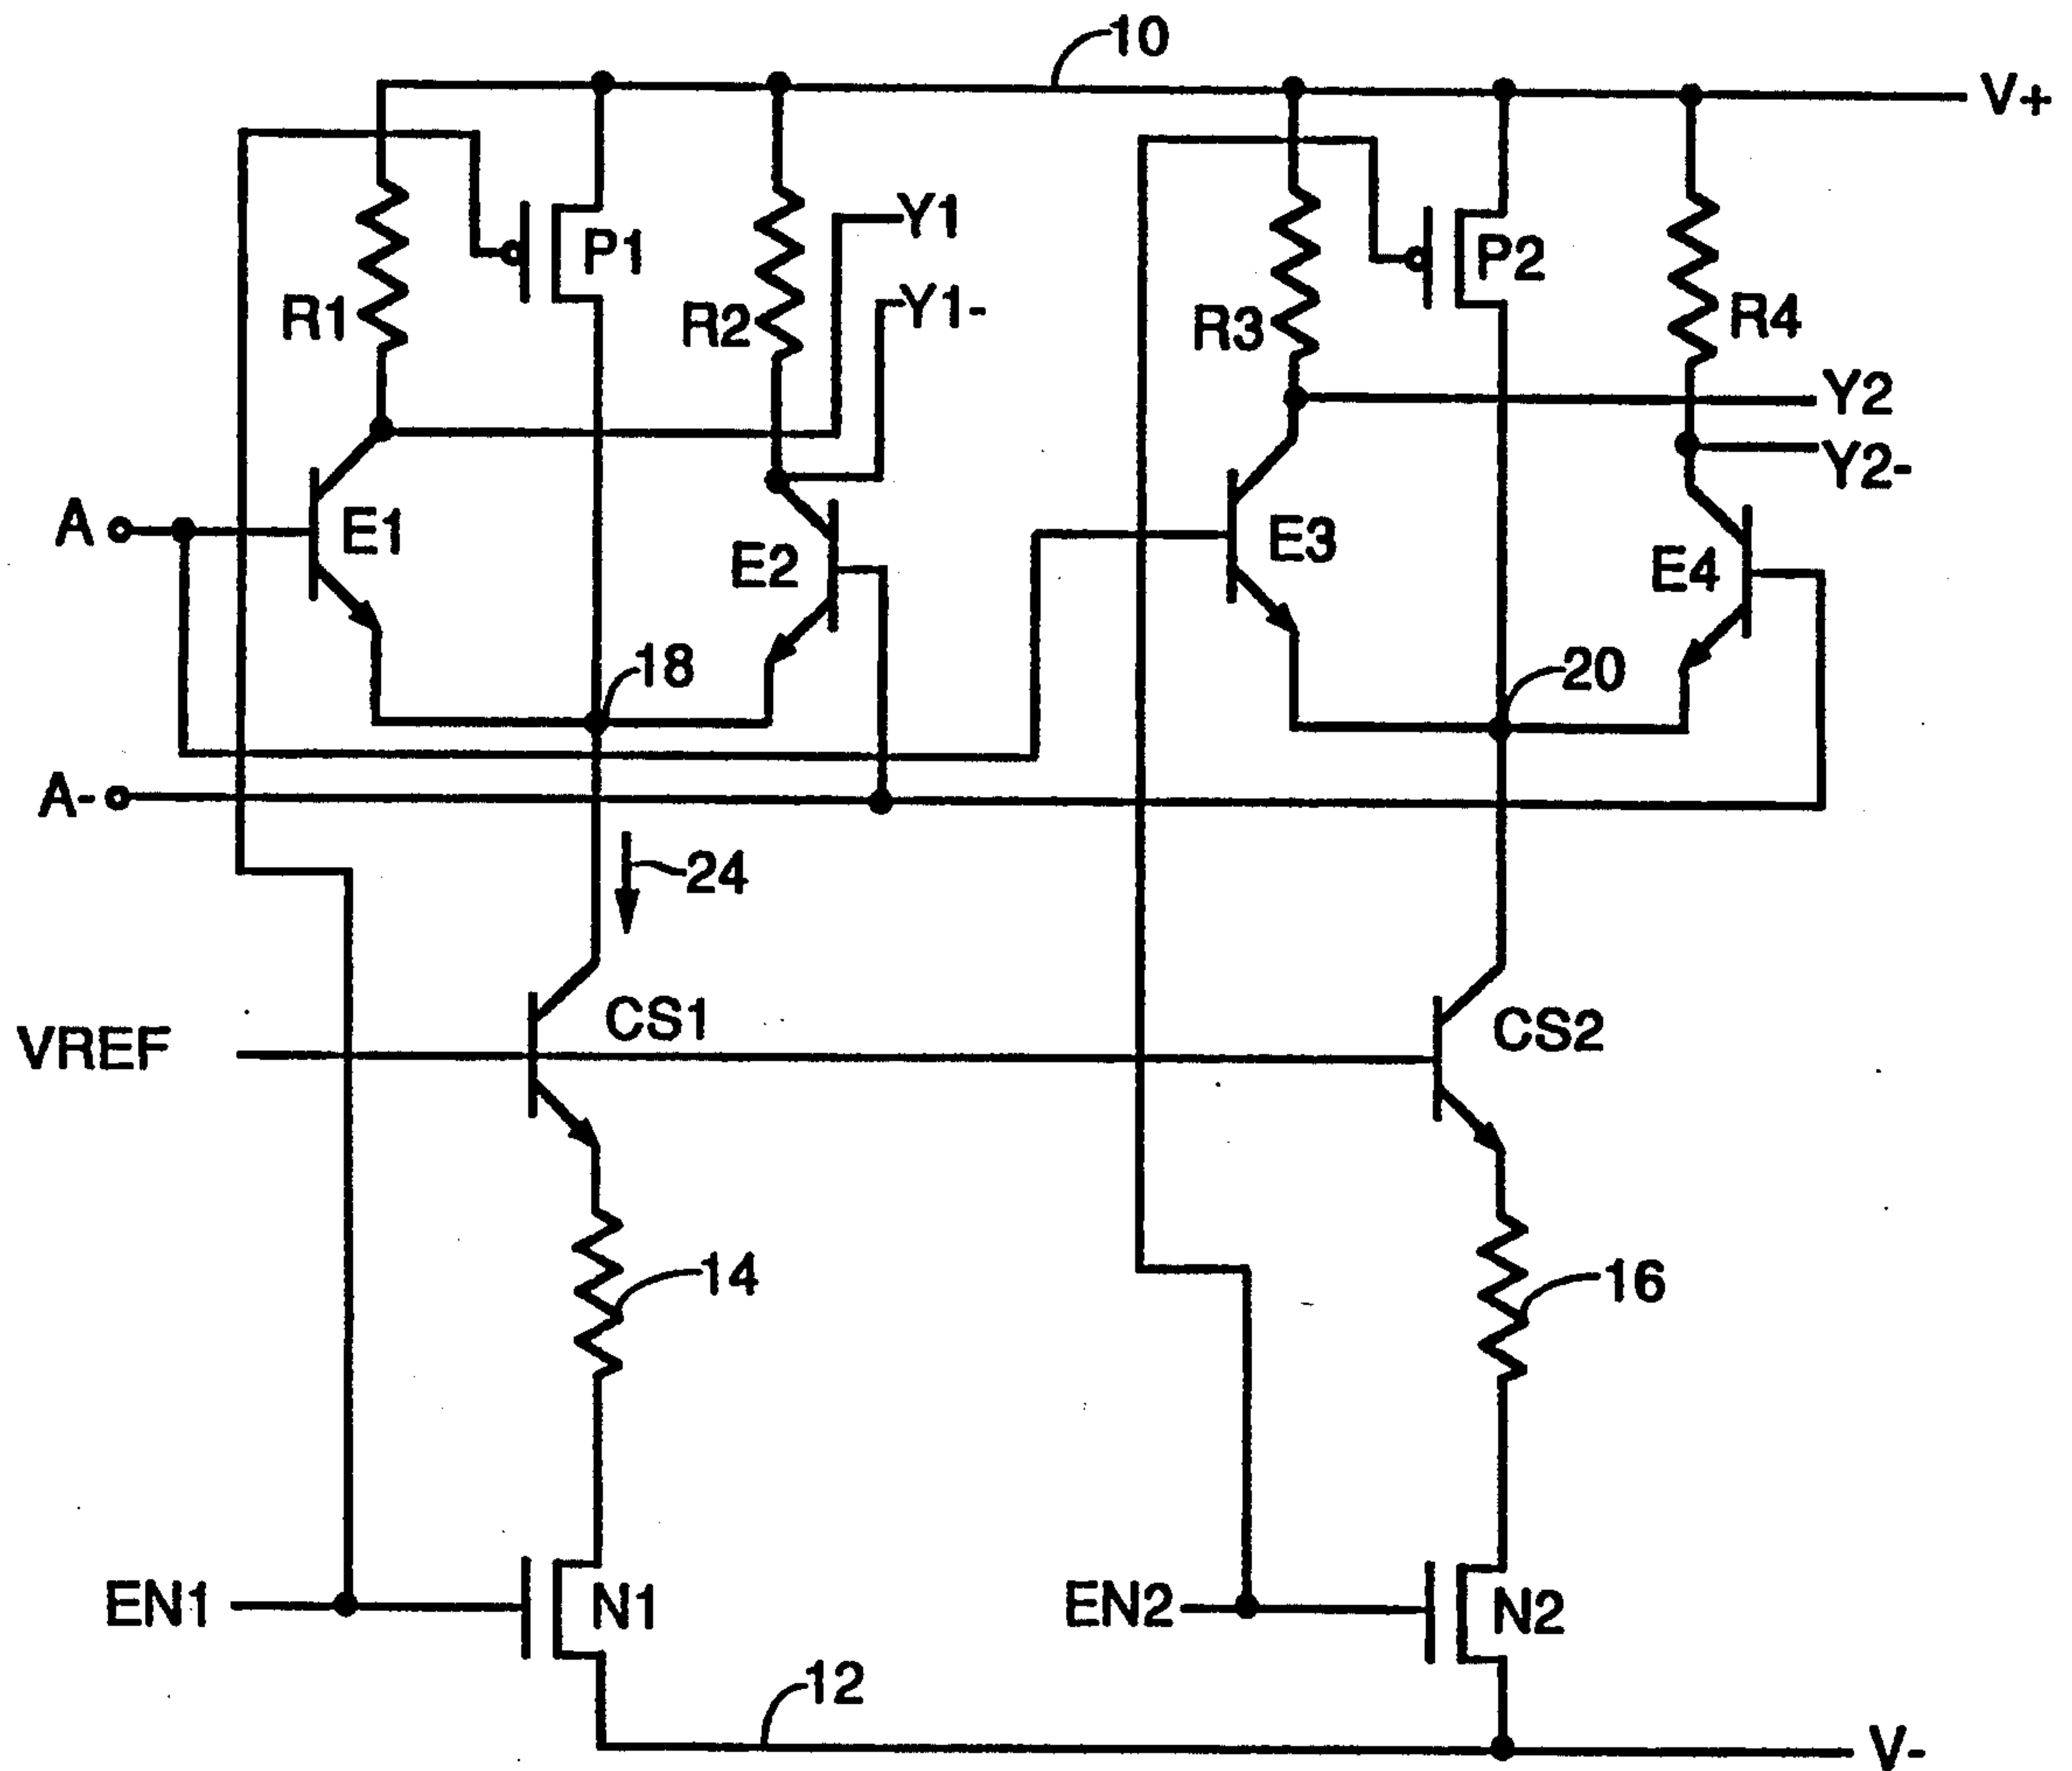 10
V+
Y1
P1
P2
Y1-
R1
R2
R3
R4
Y2
Y2-
A
E1
E2
E3
E4
18
20
A-
24
CS1
CS2
VREF
14
16
EN1
N1
EN2
N2
12
V-